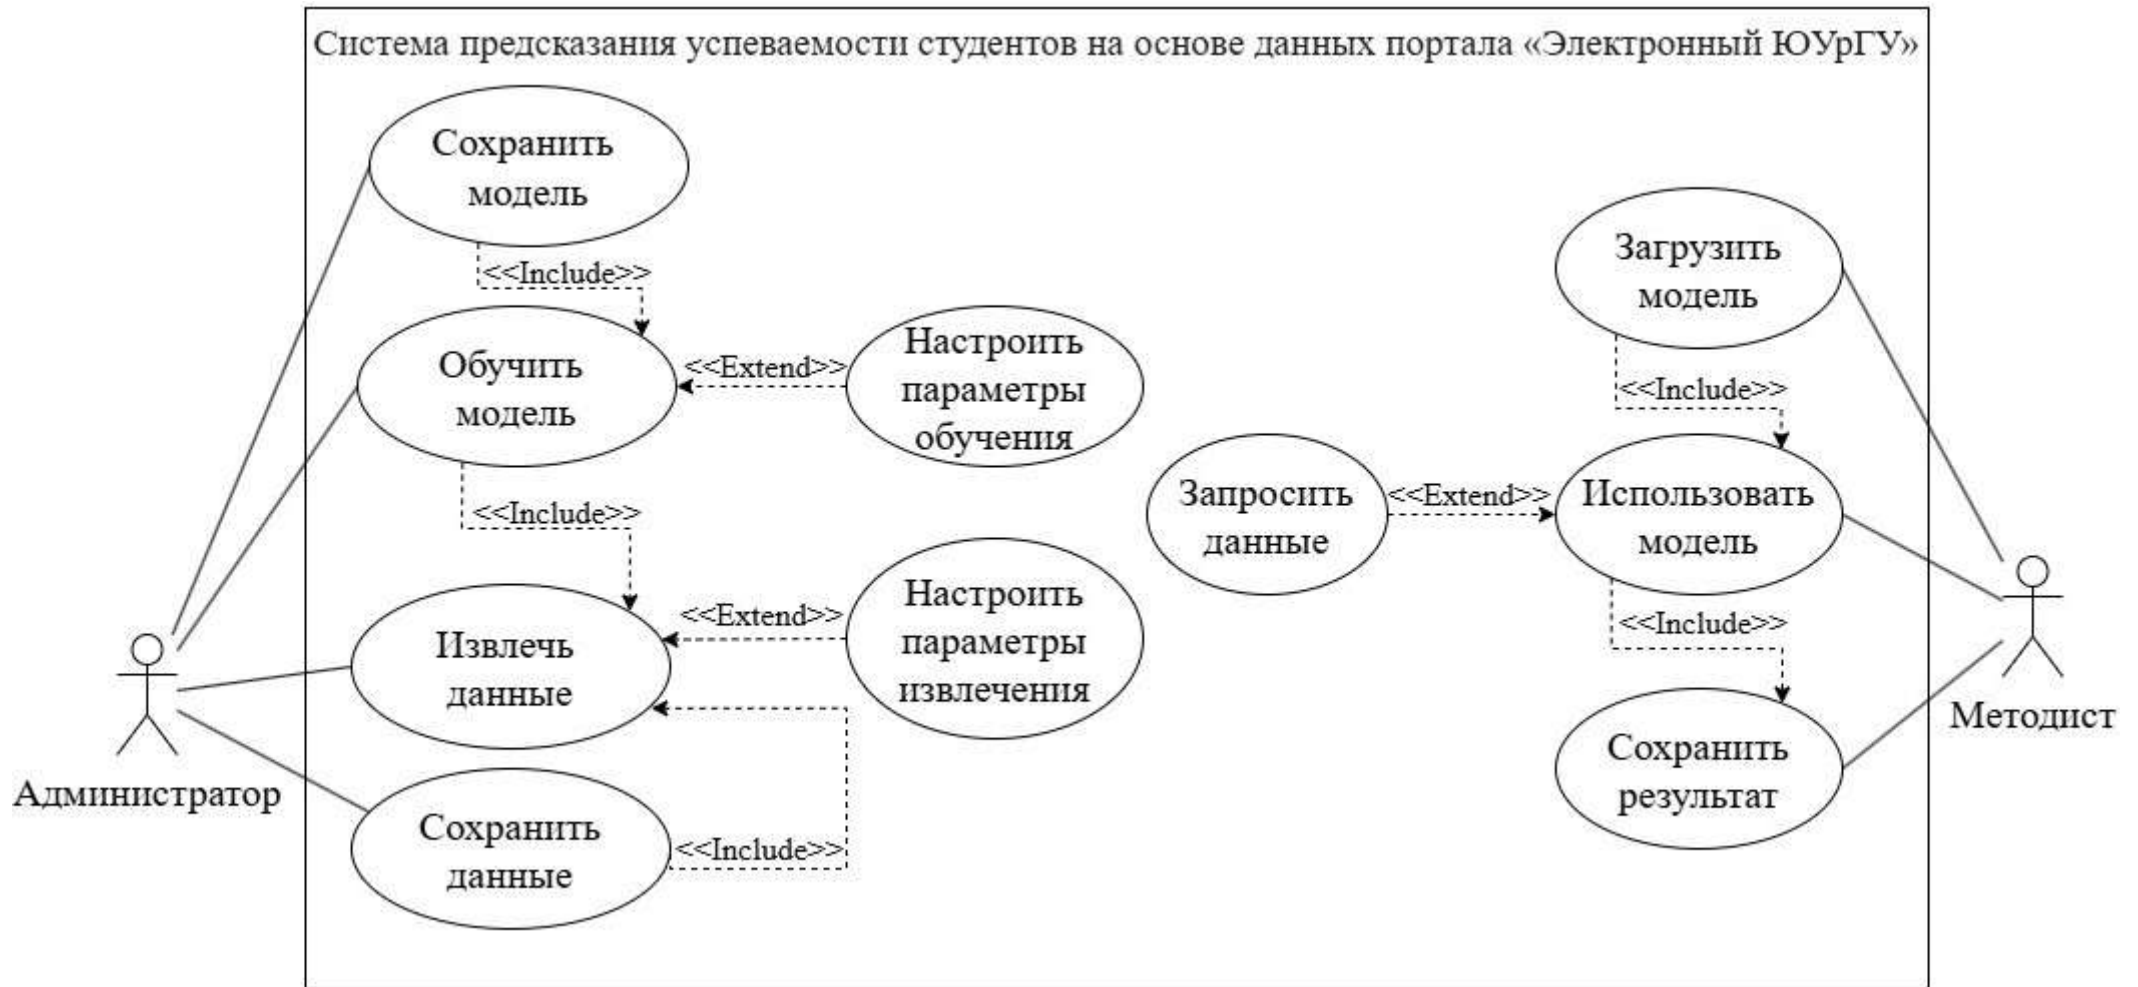 Система предсказания успеваемости студентов на основе данных портала «Электронный ЮУрГУ»
Сохранить
модель
<<Include>>
Обучить
модель
<<Extend>>
Настроить
параметры
обучения
<<Include>>
Извлечь
данные
<<Extend>>
Настроить
параметры
извлечения
Сохранить
данные
<<Include>>
Администратор
Загрузить
модель
<<Include>>
Запросить
данные
<<Extend>>
Использовать
модель
<<Include>>
Сохранить
результат
Методист